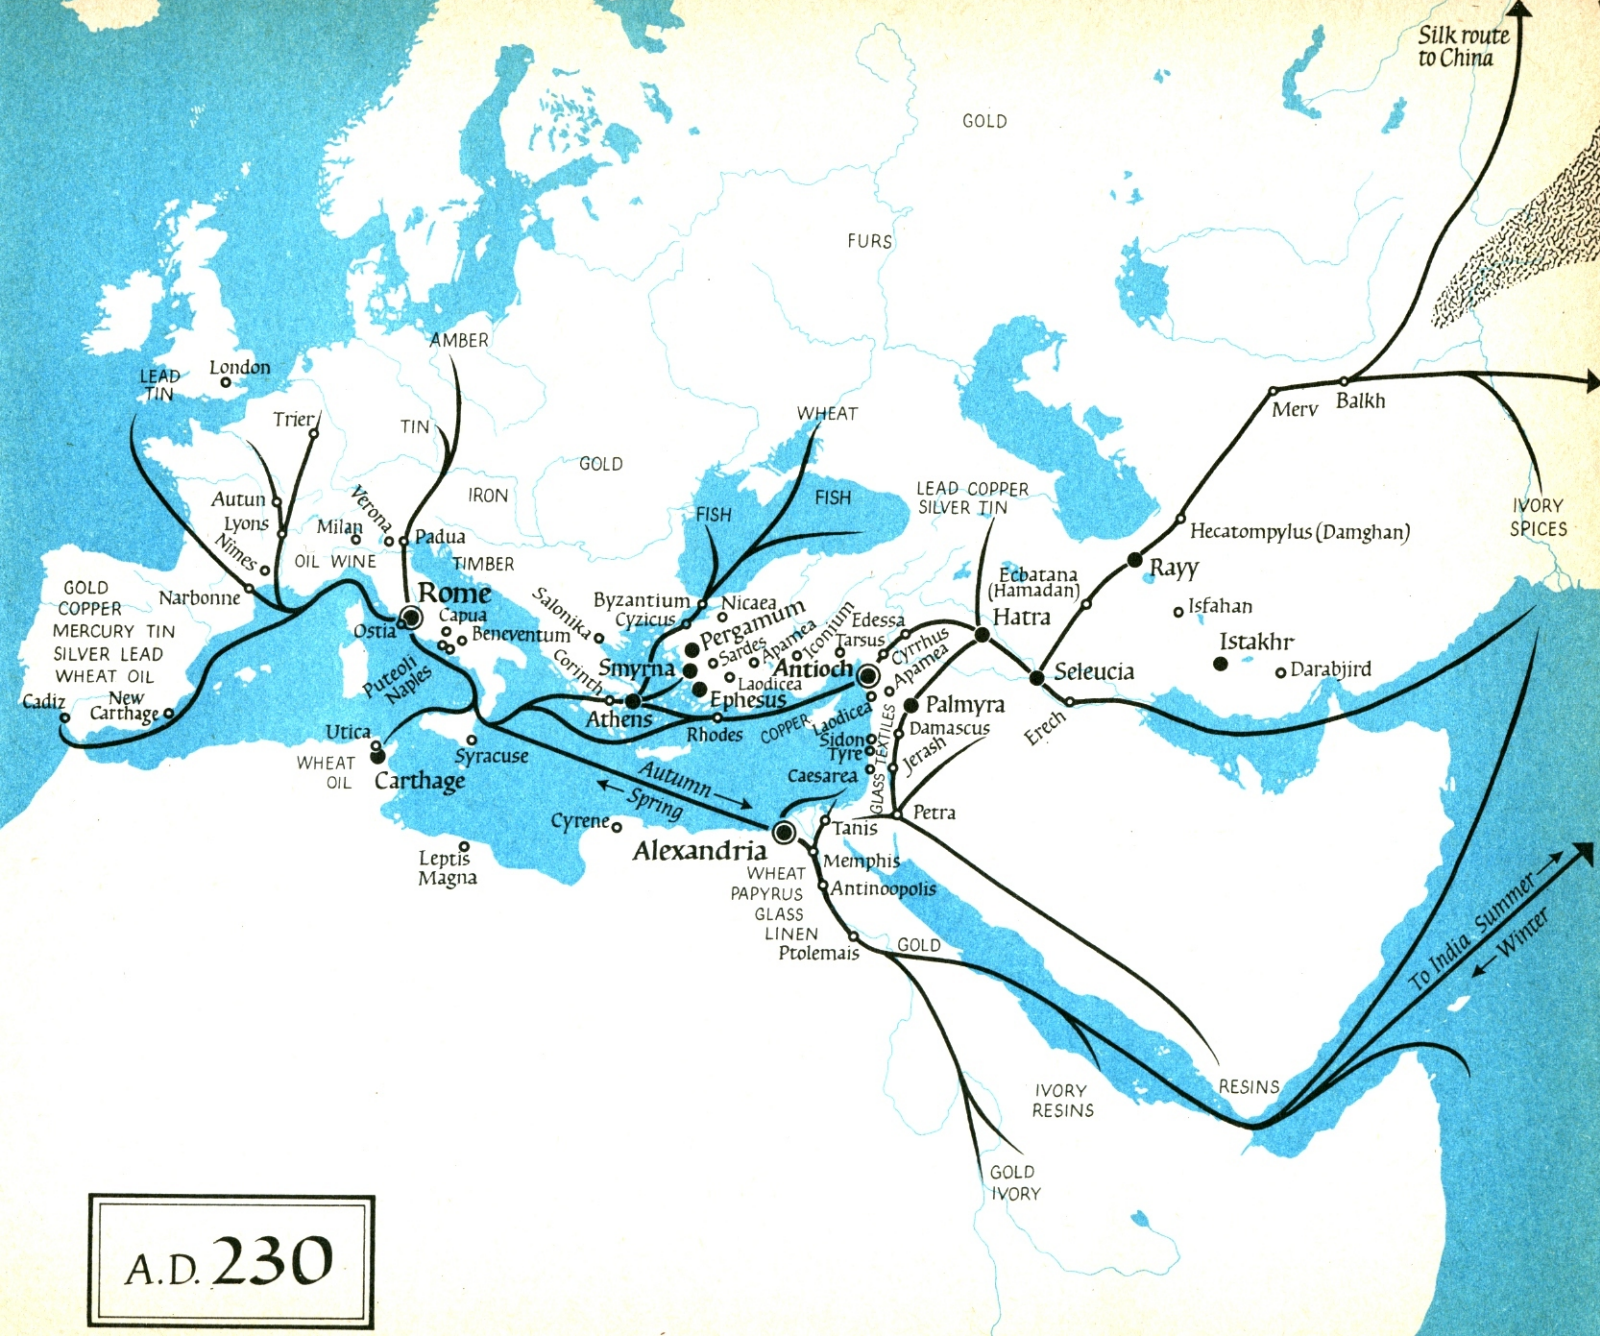 Silk route
to China
GOLD
FURS
AMBER
London
LEAD
TIN
Trier
TIN
WHEAT
Merv
Balkh
GOLD
IRON
FISH
FISH
LEAD COPPER
SILVER TIN
IVORY
SPICES
Autun
Lyons
Nîmes
Milan
Verona
Padua
OIL WINE
TIMBER
Hecatompylus (Damghan)
Rayy
Ecbatana
(Hamadan)
Hatra
Isfahan
Istakhr
Darabjird
GOLD
COPPER
MERCURY TIN
SILVER LEAD
WHEAT OIL
Narbonne
Rome
Ostia
Capua
Beneventum
Puteoli
Naples
Salonika
Corinth
Byzantium
Cyzicus
Nicaea
Pergamum
Sardes
Apamea
Iconium
Smyrna
Laodicea
Ephesus
Athens
Edessa
Tarsus
Cyrrhus
Antioch
Apamea
Seleucia
Erech
Cadiz
New
Carthage
Utica
WHEAT
OIL
Carthage
Syracuse
Rhodes
COPPER
Laodicea
Palmyra
Damascus
Sidon
Tyre
Jerash
GLASS TEXTILES
Caesarea
Petra
Autumn
Spring
Cyrene
Leptis
Magna
Alexandria
Tanis
Memphis
Antinoopolis
WHEAT
PAPYRUS
GLASS
LINEN
Ptolemais
GOLD
To India Summer
Winter
IVORY
RESINS
RESINS
GOLD
IVORY
A.D. 230